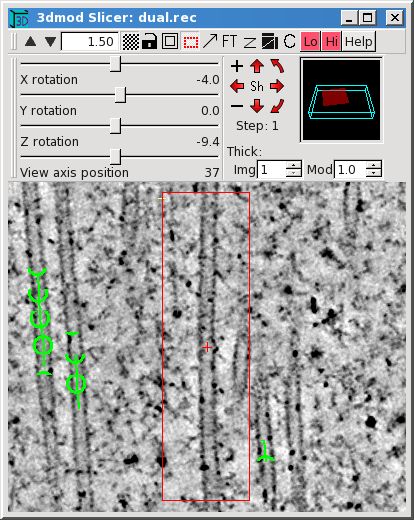 3dmod Slicer: dual.rec
1.50 FT Z C Lo Hi Help
X rotation -4.0
Y rotation 0.0
Z rotation -9.4
View axis position 37
Sh
Step: 1
Thick:
Img 1 Mod 1.0